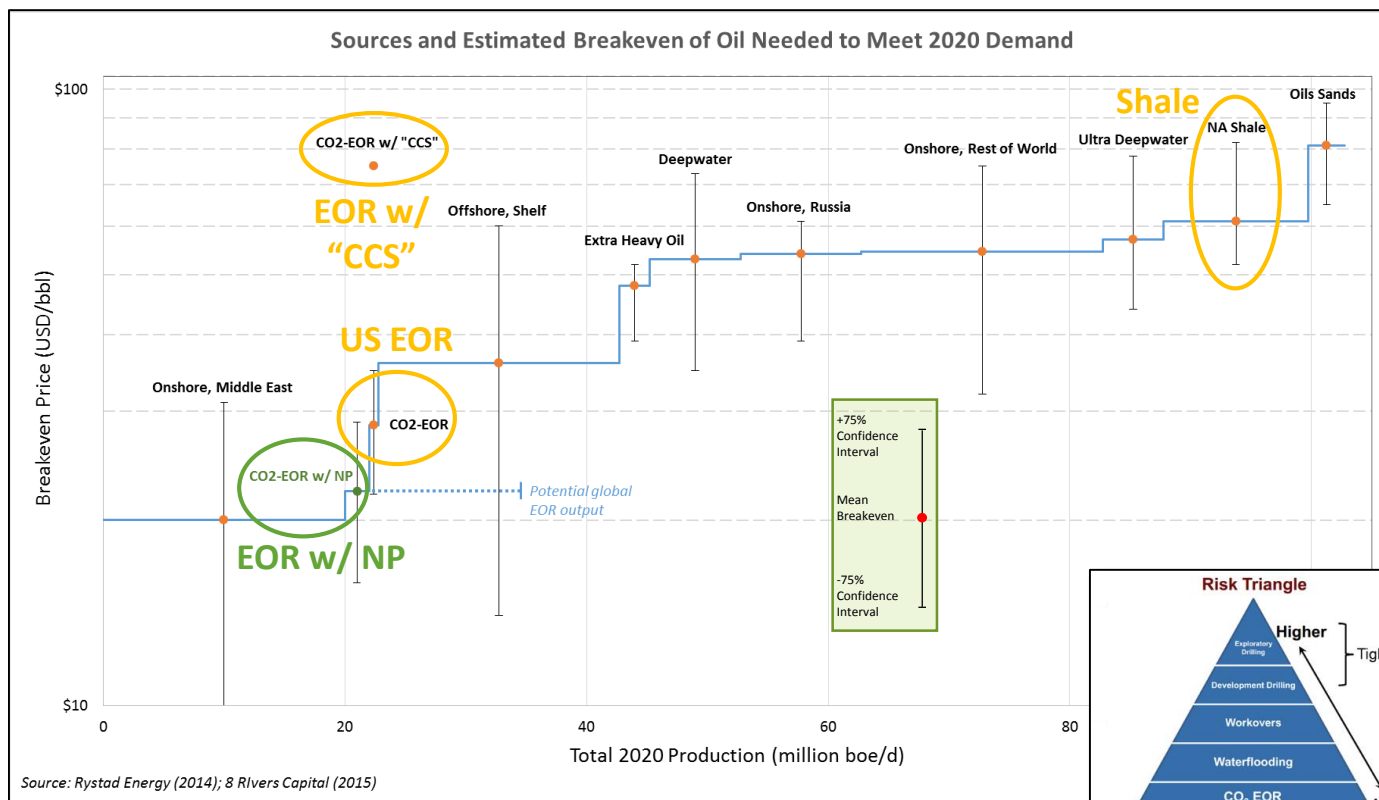 Sources and Estimated Breakeven of Oil Needed to Meet 2020 Demand
Breakeven Price (USD/bbl)
$100
$10
CO2-EOR w/ "CCS"
EOR w/
“CCS”
US EOR
Onshore, Middle East
CO2-EOR
CO2-EOR w/ NP
EOR w/ NP
Potential global
EOR output
Offshore, Shelf
Extra Heavy Oil
Deepwater
Onshore, Russia
Onshore, Rest of World
Ultra Deepwater
Shale
NA Shale
Oils Sands
+75%
Confidence
Interval
Mean
Breakeven
-75%
Confidence
Interval
0
20
40
60
80
Total 2020 Production (million boe/d)
Source: Rystad Energy (2014); 8 RIvers Capital (2015)
Risk Triangle
Higher
Exploratory
Drilling
Development Drilling
Workovers
Waterflooding
CO₂ EOR